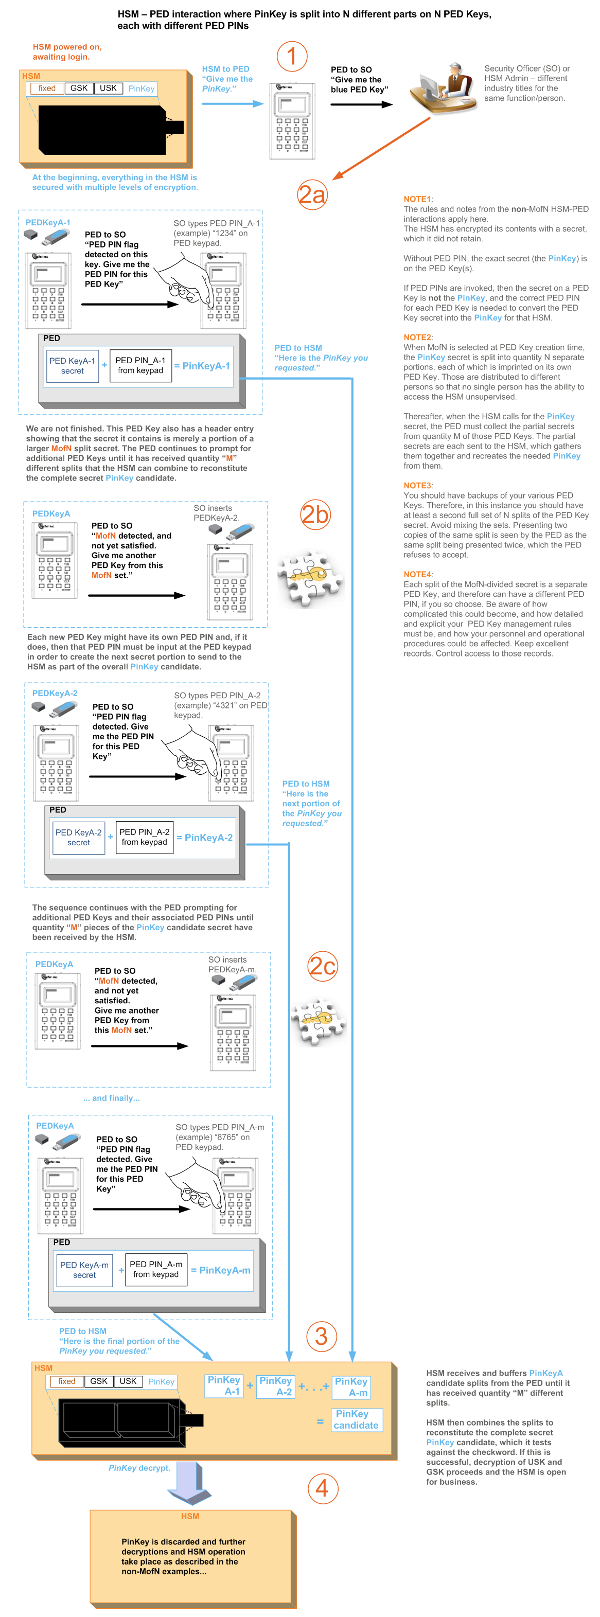 HSM – PED interaction where PinKey is split into N different parts on N PED Keys,
each with different PED PINs
HSM powered on,
awaiting login.
HSM
fixed GSK USK PinKey
HSM to PED
"Give me the
PinKey."
1
PED to SO
"Give me the
blue PED Key"
Security Officer (SO) or
HSM Admin – different
industry titles for the
same function/person.
At the beginning, everything in the HSM is
secured with multiple levels of encryption.
2a
PEDKeyA-1
PED to SO
"PED PIN flag
detected on this
key. Give me the
PED PIN for this
PED Key"
SO types PED PIN_A-1
(example) "1234" on
PED keypad.
PED
PED KeyA-1
secret
+
PED PIN_A-1
from keypad
= PinKeyA-1
PED to HSM
"Here is the PinKey you
requested."
We are not finished. This PED Key also has a header entry
showing that the secret it contains is merely a portion of a
larger MofN split secret. The PED continues to prompt for
additional PED Keys until it has received quantity "M"
different splits that the HSM can combine to reconstitute
the complete secret PinKey candidate.
PEDKeyA
PED to SO
"MofN detected, and
not yet satisfied.
Give me another
PED Key from this
MofN set."
SO inserts
PEDKeyA-2.
2b
Each new PED Key might have its own PED PIN and, if it
does, then that PED PIN must be input at the PED keypad
in order to create the next secret portion to send to the
HSM as part of the overall PinKey candidate.
PEDKeyA-2
PED to SO
"PED PIN flag
detected. Give
me the PED PIN
for this PED
Key"
SO types PED PIN_A-2
(example) "4321" on PED
keypad.
PED
PED KeyA-2
secret
+
PED PIN_A-2
from keypad
= PinKeyA-2
PED to HSM
"Here is the
next portion of
the PinKey you
requested."
The sequence continues with the PED prompting for
additional PED Keys and their associated PED PINs until
quantity "M" pieces of the PinKey candidate secret have
been received by the HSM.
PEDKeyA
PED to SO
"MofN detected,
and not yet
satisfied.
Give me another
PED Key from
this MofN set."
SO inserts
PEDKeyA-m.
2c
... and finally...
PEDKeyA
PED to SO
"PED PIN flag
detected. Give
me the PED PIN
for this PED
Key"
SO types PED PIN_A-m
(example) "8765" on
PED keypad.
PED
PED KeyA-m
secret
+
PED PIN_A-m
from keypad
= PinKeyA-m
PED to HSM
"Here is the final portion of the
PinKey you requested."
3
HSM
fixed GSK USK PinKey
PinKey
A-1
+
PinKey
A-2
+. . .+
PinKey
A-m
=
PinKey
candidate
HSM receives and buffers PinKeyA
candidate splits from the PED until it
has received quantity "M" different
splits.
HSM then combines the splits to
reconstitute the complete secret
PinKey candidate, which it tests
against the checkword. If this is
successful, decryption of USK and
GSK proceeds and the HSM is open
for business.
PinKey decrypt.
4
HSM
PinKey is discarded and further
decryptions and HSM operation
take place as described in the
non-MofN examples...
NOTE1:
The rules and notes from the non-MofN HSM-PED
interactions apply here.
The HSM has encrypted its contents with a secret,
which it did not retain.
Without PED PIN, the exact secret (the PinKey) is
on the PED Key(s).
If PED PINs are invoked, then the secret on a PED
Key is not the PinKey, and the correct PED PIN
for each PED Key is needed to convert the PED
Key secret into the PinKey for that HSM.
NOTE2:
When MofN is selected at PED Key creation time,
the PinKey secret is split into quantity N separate
portions, each of which is imprinted on its own
PED Key. Those are distributed to different
persons so that no single person has the ability to
access the HSM unsupervised.
Thereafter, when the HSM calls for the PinKey
secret, the PED must collect the partial secrets
from quantity M of those PED Keys. The partial
secrets are each sent to the HSM, which gathers
them together and recreates the needed PinKey
from them.
NOTE3:
You should have backups of your various PED
Keys. Therefore, in this instance you should have
at least a second full set of N splits of the PED Key
secret. Avoid mixing the sets. Presenting two
copies of the same split is seen by the PED as the
same split being presented twice, which the PED
refuses to accept.
NOTE4:
Each split of the MofN-divided secret is a separate
PED Key, and therefore can have a different PED
PIN, if you so choose. Be aware of how
complicated this could become, and how detailed
and explicit your PED Key management rules
must be, and how your personnel and operational
procedures could be affected. Keep excellent
records. Control access to those records.